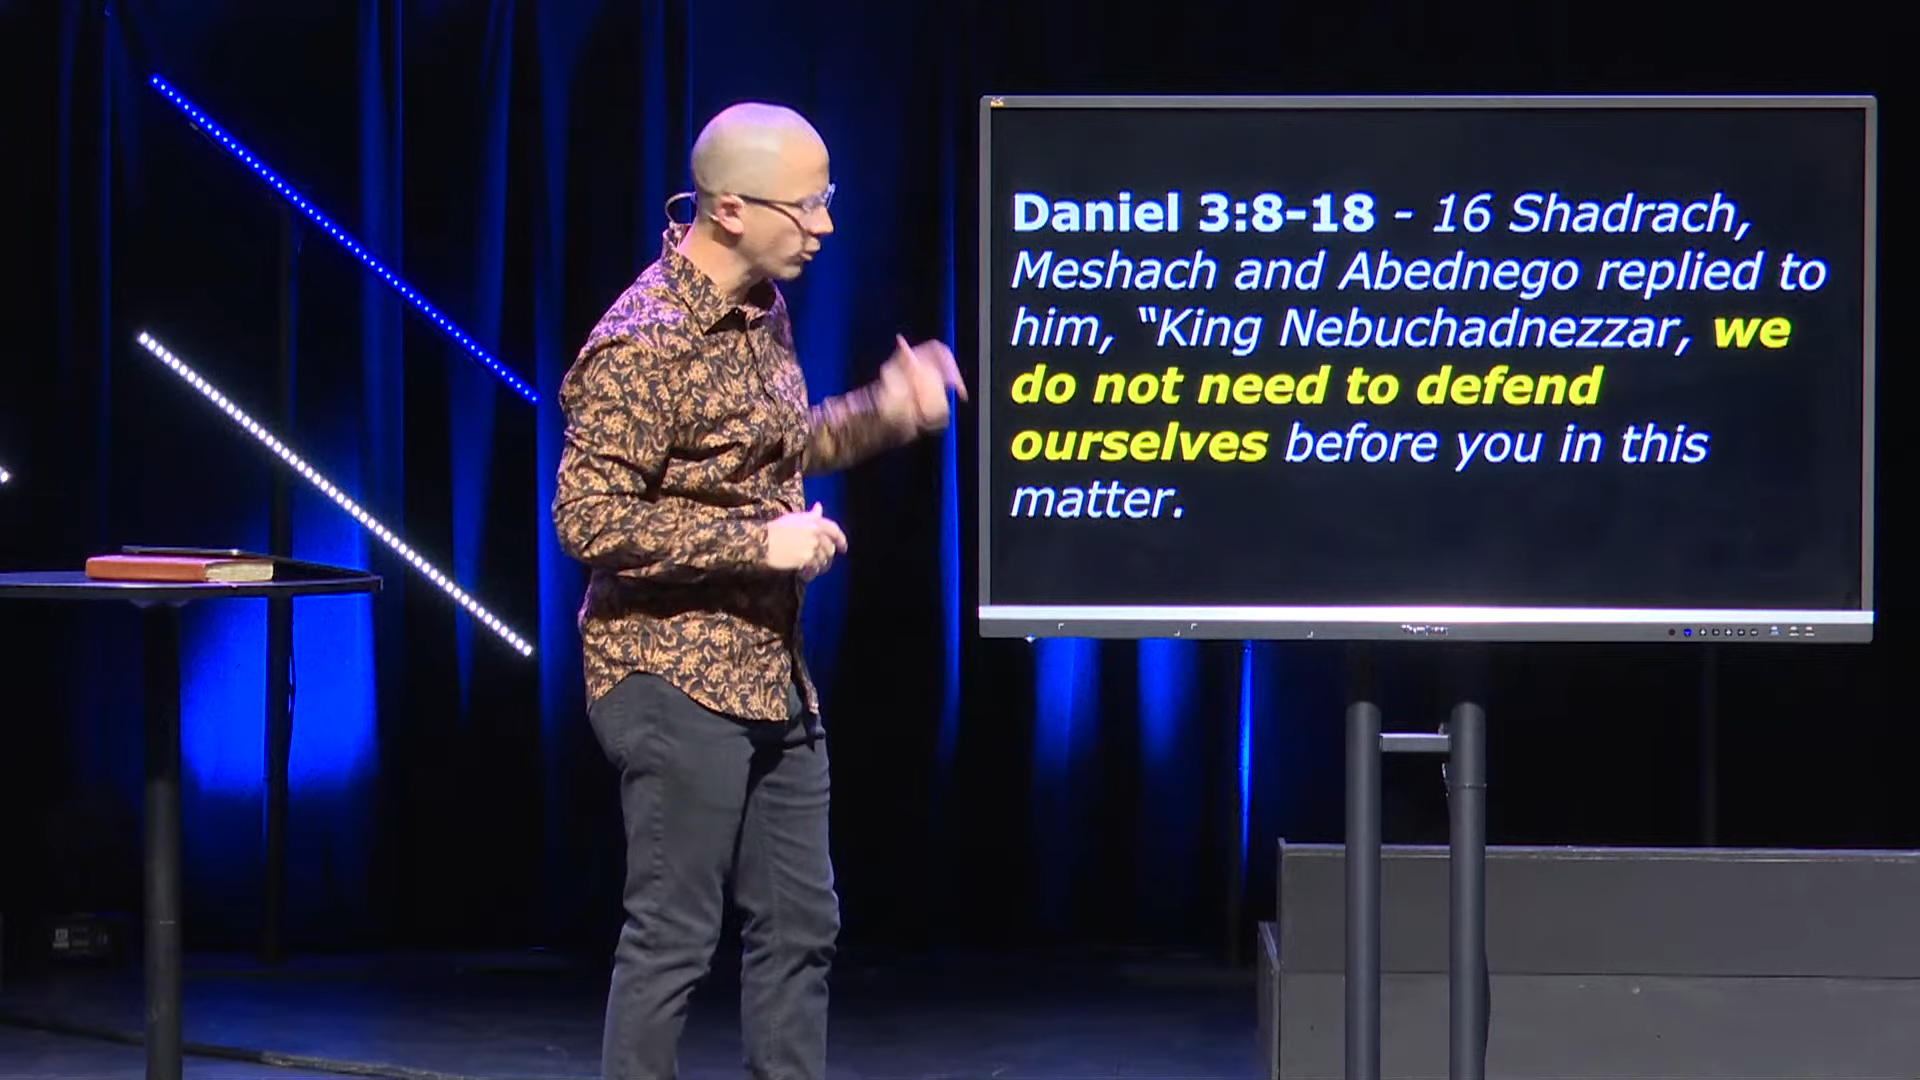 Daniel 3:8-18 - 16 Shadrach,
Meshach and Abednego replied to
him, “King Nebuchadnezzar, we
do not need to defend
ourselves before you in this
matter.